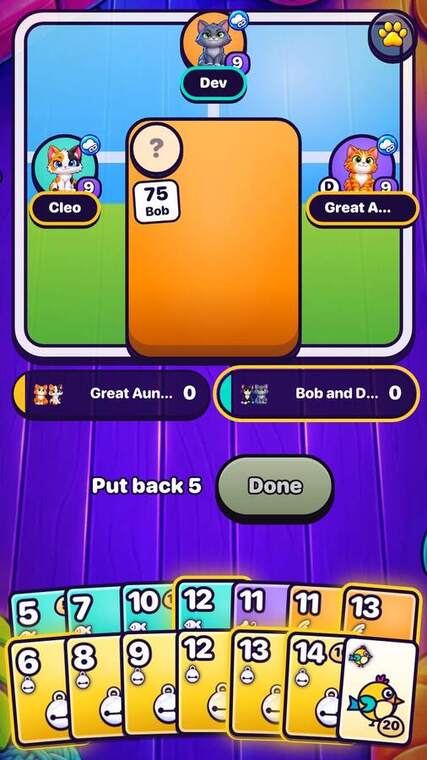 9
Dev
?
75
Bob
9
Cleo
D
9
Great A...
Great Aun... 0
Bob and D... 0
Put back 5
Done
5 7 10 12 11 11 13
6 8 9 12 13 14
20